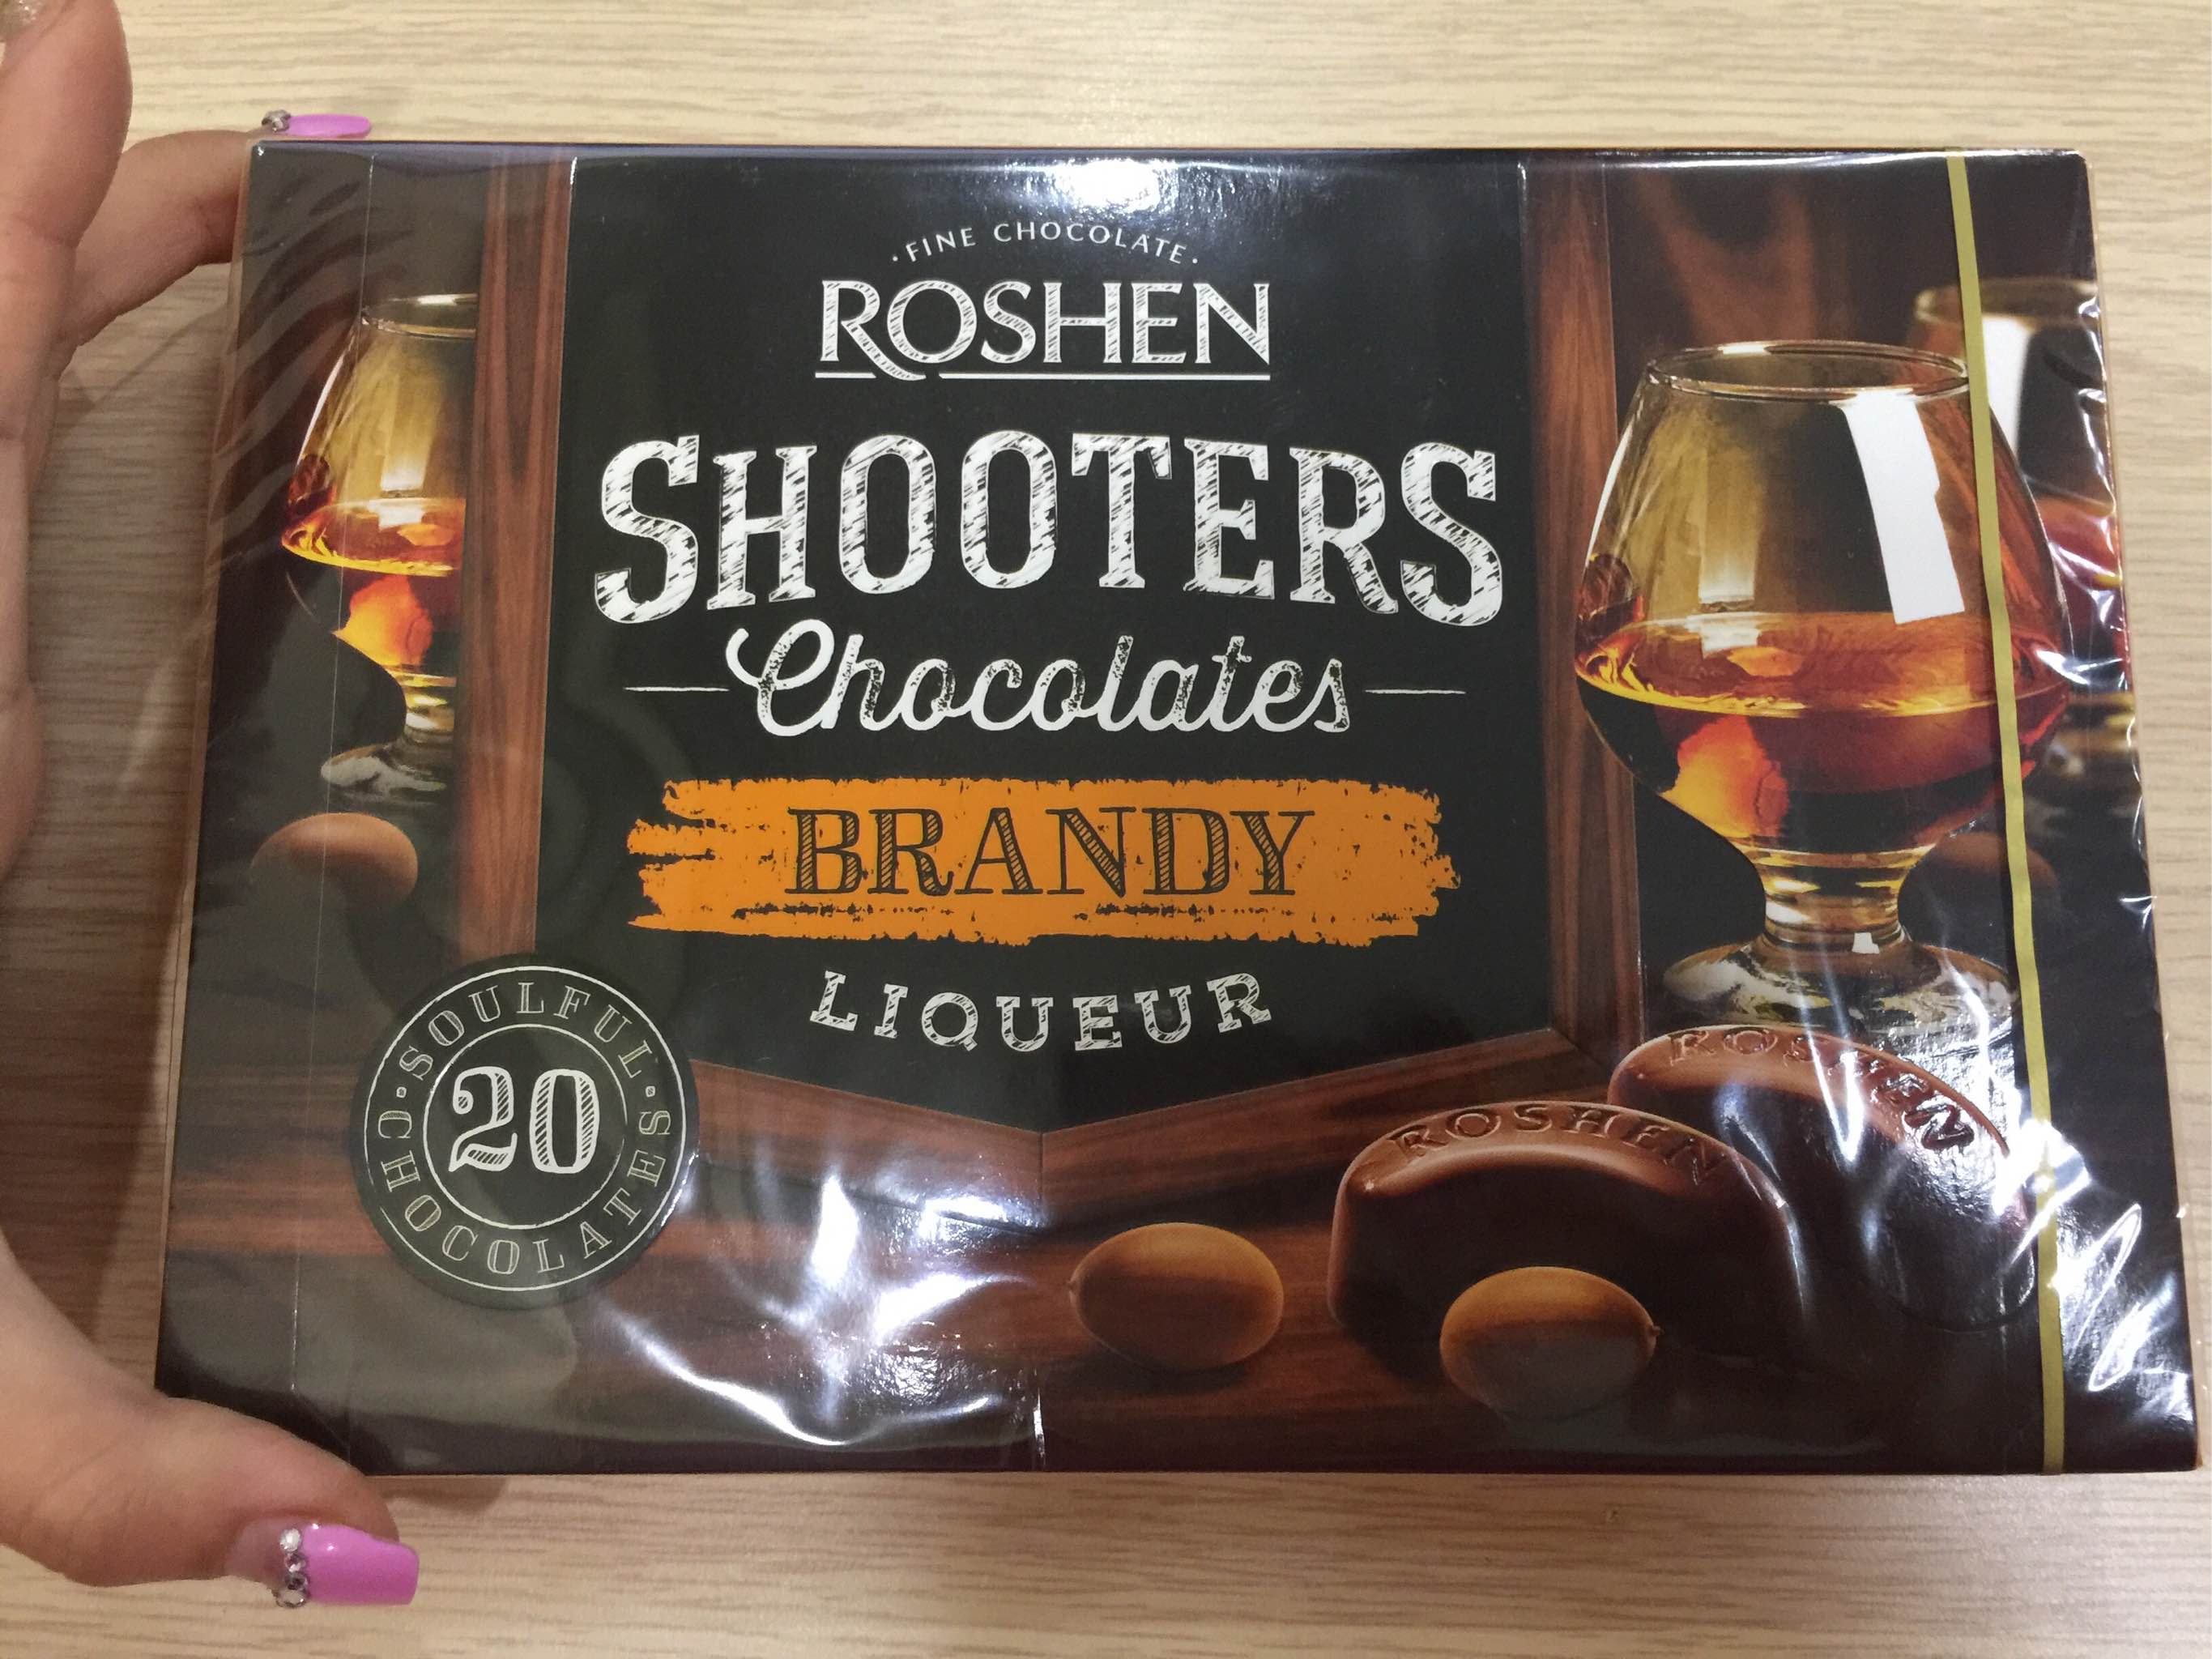 · FINE CHOCOLATE ·
ROSHEN
SHOOTERS
Chocolates
BRANDY
LIQUEUR
· SOULFUL ·
20
CHOCOLATES
ROSHEN
ROSHEN